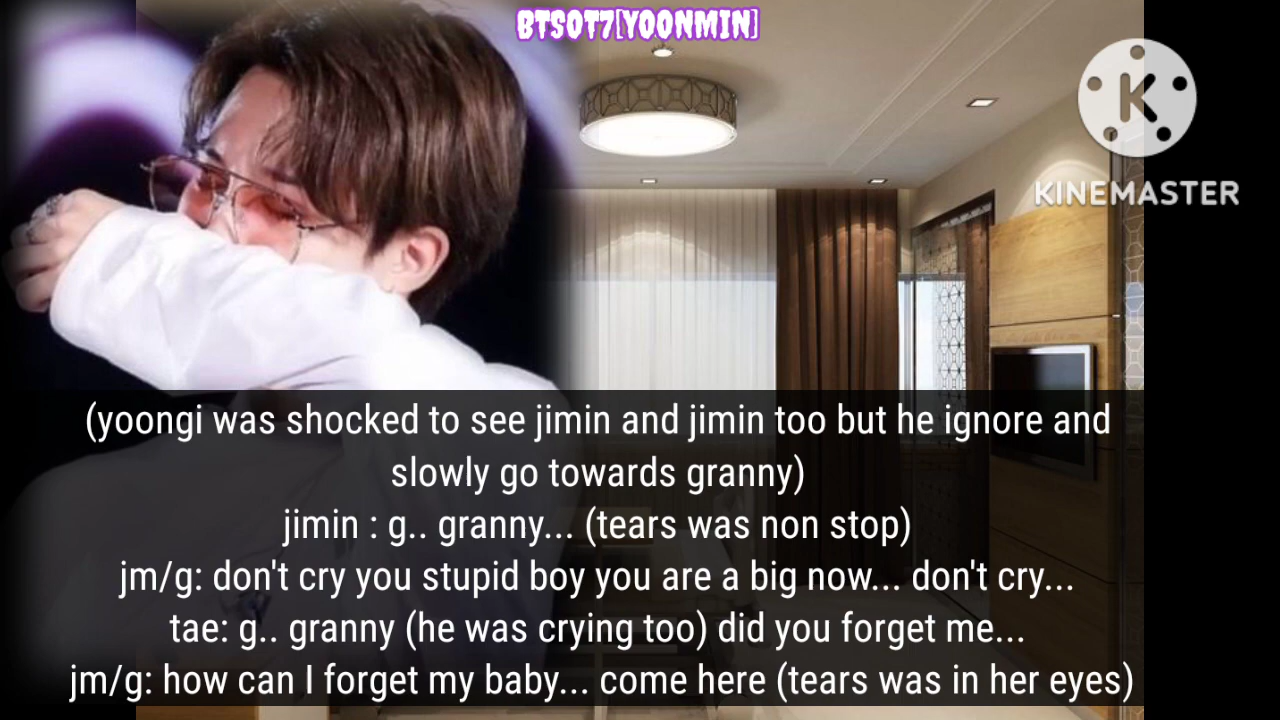 BTSOT7[YOONMIN]
K
KINEMASTER
(yoongi was shocked to see jimin and jimin too but he ignore and
slowly go towards granny)
jimin : g.. granny... (tears was non stop)
jm/g: don't cry you stupid boy you are a big now... don't cry...
tae: g.. granny (he was crying too) did you forget me...
jm/g: how can I forget my baby... come here (tears was in her eyes)